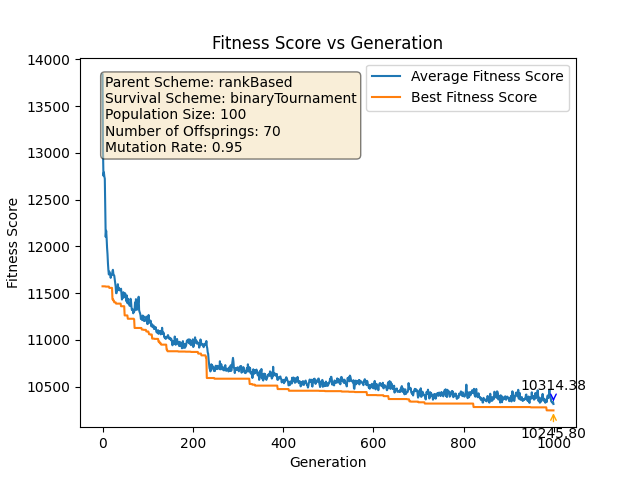 Fitness Score vs Generation
14000
13500
13000
12500
12000
11500
11000
10500
Fitness Score
Parent Scheme: rankBased
Survival Scheme: binaryTournament
Population Size: 100
Number of Offsprings: 70
Mutation Rate: 0.95
Average Fitness Score
Best Fitness Score
10314.38
10245.80
0 200 400 600 800 1000
Generation